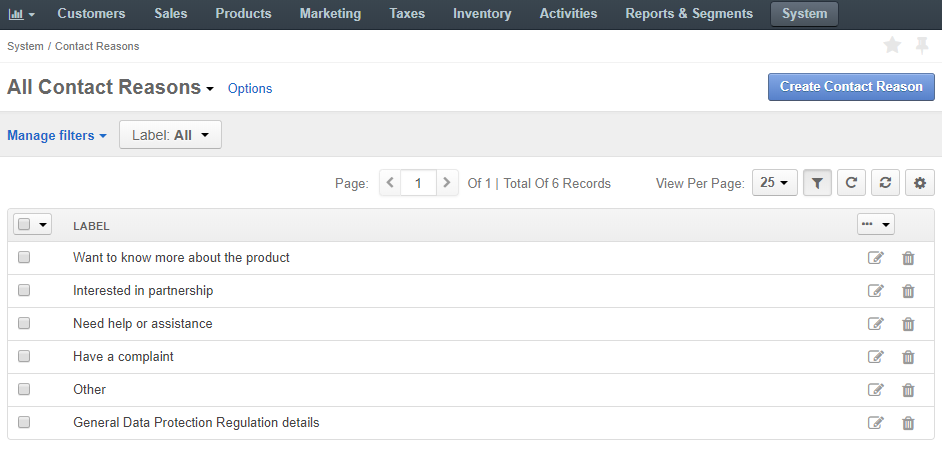 Customers Sales Products Marketing Taxes Inventory Activities Reports & Segments System
System / Contact Reasons
All Contact Reasons Options Create Contact Reason
Manage filters Label: All
Page: 1 Of 1 | Total Of 6 Records View Per Page: 25
LABEL
Want to know more about the product
Interested in partnership
Need help or assistance
Have a complaint
Other
General Data Protection Regulation details